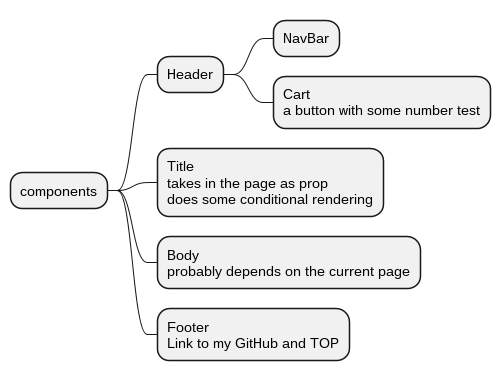 components
Header
NavBar
Cart
a button with some number test
Title
takes in the page as prop
does some conditional rendering
Body
probably depends on the current page
Footer
Link to my GitHub and TOP